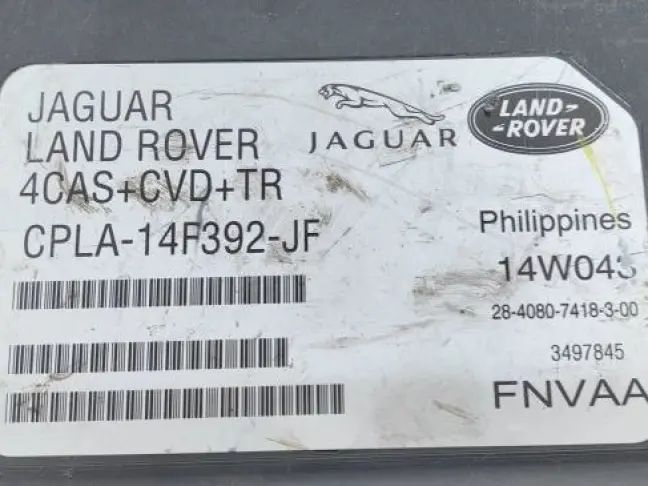 JAGUAR
LAND ROVER
4CAS+CVD+TR
CPLA-14F392-JF
JAGUAR
LAND-
-ROVER
Philippines
14W043
28-4080-7418-3-00
3497845
FNVAA